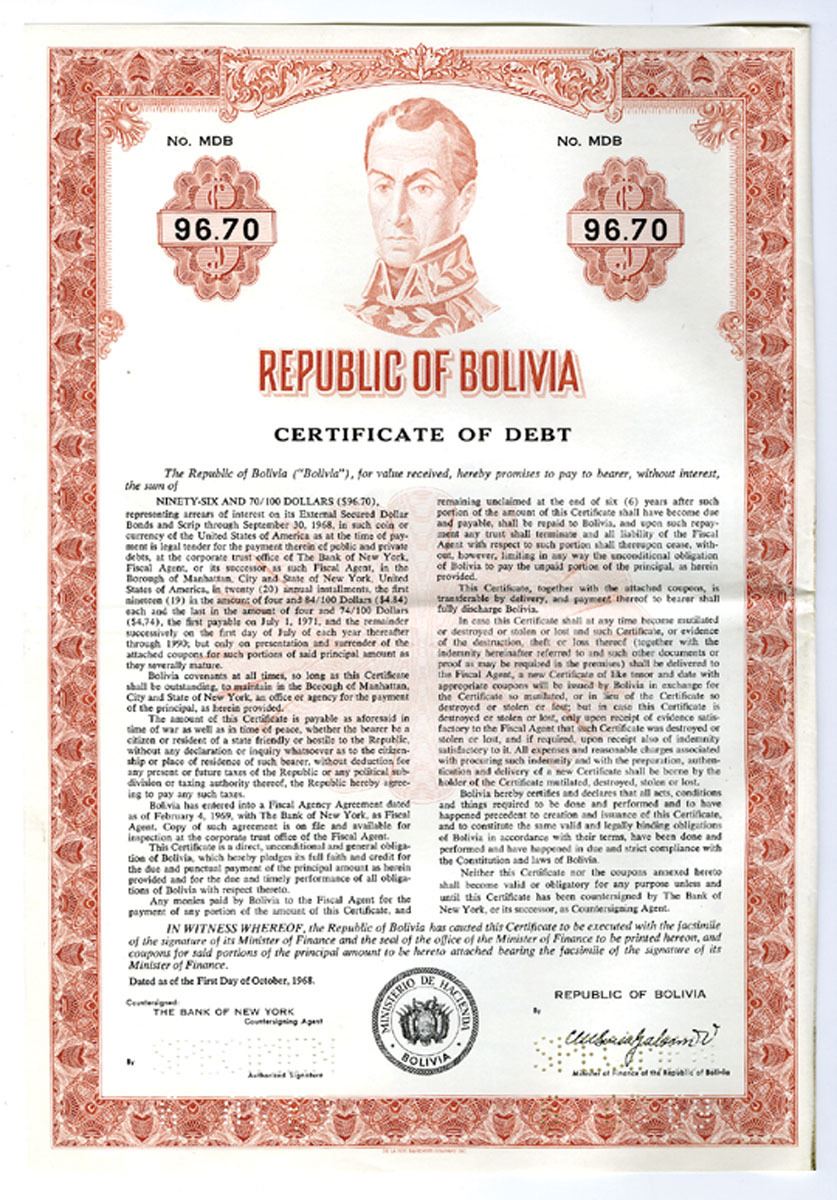 No. MDB
No. MDB
96.70
96.70
REPUBLIC OF BOLIVIA
CERTIFICATE OF DEBT
The Republic of Bolivia ("Bolivia"), for value received, hereby promises to pay to bearer, without interest,
the sum of
NINETY-SIX AND 70/100 DOLLARS ($96.70),
representing arrears of interest on its External Secured Dollar
Bonds and Scrip through September 30, 1968, in such coin or
currency of the United States of America as at the time of pay-
ment is legal tender for the payment therein of public and private
debts, at the corporate trust office of The Bank of New York,
Fiscal Agent, or its successor as such Fiscal Agent, in the
Borough of Manhattan, City and State of New York, United
States of America, in twenty (20) annual installments, the first
nineteen (19) in the amount of four and 84/100 Dollars ($4.84)
each and the last in the amount of four and 74/100 Dollars
($4.74), the first payable on July 1, 1971, and the remainder
successively on the first day of July of each year thereafter
through 1990; but only on presentation and surrender of the
attached coupons for such portions of said principal amount as
they severally mature.
Bolivia covenants at all times, so long as this Certificate
shall be outstanding, to maintain in the Borough of Manhattan,
City and State of New York, an office or agency for the payment
of the principal, as herein provided.
The amount of this Certificate is payable as aforesaid in
time of war as well as in time of peace, whether the bearer be a
citizen or resident of a state friendly or hostile to the Republic,
without any declaration or inquiry whatsoever as to the citizen-
ship or place of residence of such bearer, without deduction for
any present or future taxes of the Republic or any political sub-
division or taxing authority thereof, the Republic hereby agree-
ing to pay any such taxes.
Bolivia has entered into a Fiscal Agency Agreement dated
as of February 4, 1969, with The Bank of New York, as Fiscal
Agent, Copy of such agreement is on file and available for
inspection at the corporate trust office of the Fiscal Agent.
This Certificate is a direct, unconditional and general obliga-
tion of Bolivia, which hereby pledges its full faith and credit for
the due and punctual payment of the principal amount as herein
provided and for the due and timely performance of all obliga-
tions of Bolivia with respect thereto.
Any monies paid by Bolivia to the Fiscal Agent for the
payment of any portion of the amount of this Certificate, and
remaining unclaimed at the end of six (6) years after such
portion of the amount of this Certificate shall have become due
and payable, shall be repaid to Bolivia, and upon such repay-
ment any trust shall terminate and all liability of the Fiscal
Agent with respect to such portion shall thereupon cease, with-
out, however, limiting in any way the unconditional obligation
of Bolivia to pay the unpaid portion of the principal, as herein
provided.
This Certificate, together with the attached coupons, is
transferable by delivery, and payment thereof to bearer shall
fully discharge Bolivia.
In case this Certificate shall at any time become mutilated
or destroyed or stolen or lost and such Certificate, or evidence
of the destruction, theft or loss thereof (together with the
indemnity hereinafter referred to and such other documents or
proof as may be required in the premises) shall be delivered to
the Fiscal Agent, a new Certificate of like tenor and date with
appropriate coupons will be issued by Bolivia in exchange for
the Certificate so mutilated, or in lieu of the Certificate so
destroyed or stolen or lost; but in case this Certificate is
destroyed or stolen or lost, only upon receipt of evidence satis-
factory to the Fiscal Agent that such Certificate was destroyed or
stolen or lost, and if required, upon receipt also of indemnity
satisfactory to it. All expenses and reasonable charges associated
with procuring such indemnity and with the preparation, authen-
tication and delivery of a new Certificate shall be borne by the
holder of the Certificate mutilated, destroyed, stolen or lost.
Bolivia hereby certifies and declares that all acts, conditions
and things required to be done and performed and to have
happened precedent to creation and issuance of this Certificate,
and to constitute the same valid and legally binding obligations
of Bolivia in accordance with their terms, have been done and
performed and have happened in due and strict compliance with
the Constitution and laws of Bolivia.
Neither this Certificate nor the coupons annexed hereto
shall become valid or obligatory for any purpose unless and
until this Certificate has been countersigned by The Bank of
New York, or its successor, as Countersigning Agent.
IN WITNESS WHEREOF, the Republic of Bolivia has caused this Certificate to be executed with the facsimile
of the signature of its Minister of Finance and the seal of the office of the Minister of Finance to be printed hereon, and
coupons for said portions of the principal amount to be hereto attached bearing the facsimile of the signature of its
Minister of Finance.
Dated as of the First Day of October, 1968.
Countersigned:
THE BANK OF NEW YORK
Countersigning Agent
By
Authorized Signature
MINISTERIO DE HACIENDA
BOLIVIA
REPUBLIC OF BOLIVIA
By
Minister of Finance of the Republic of Bolivia